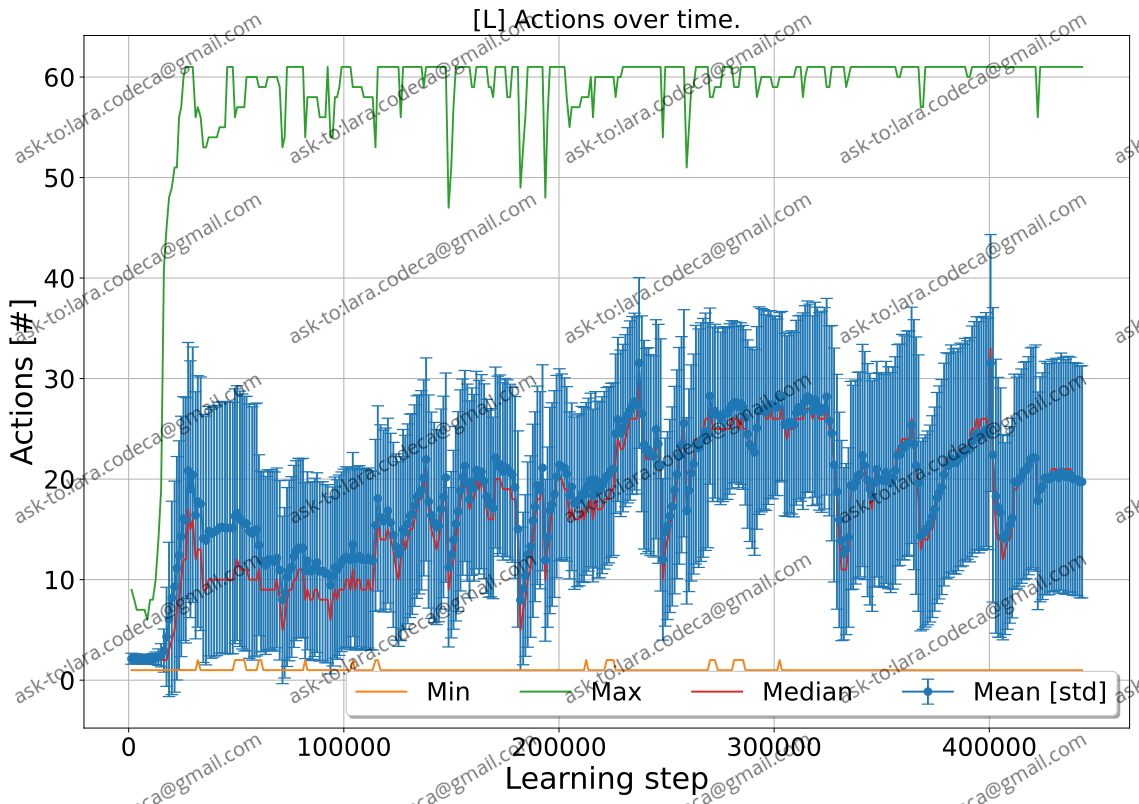 [L] Actions over time.
Actions [#]
60
50
40
30
20
10
0
Min Max Median Mean [std]
0 100000 200000 300000 400000
Learning step
ask-to:lara.codeca@gmail.com